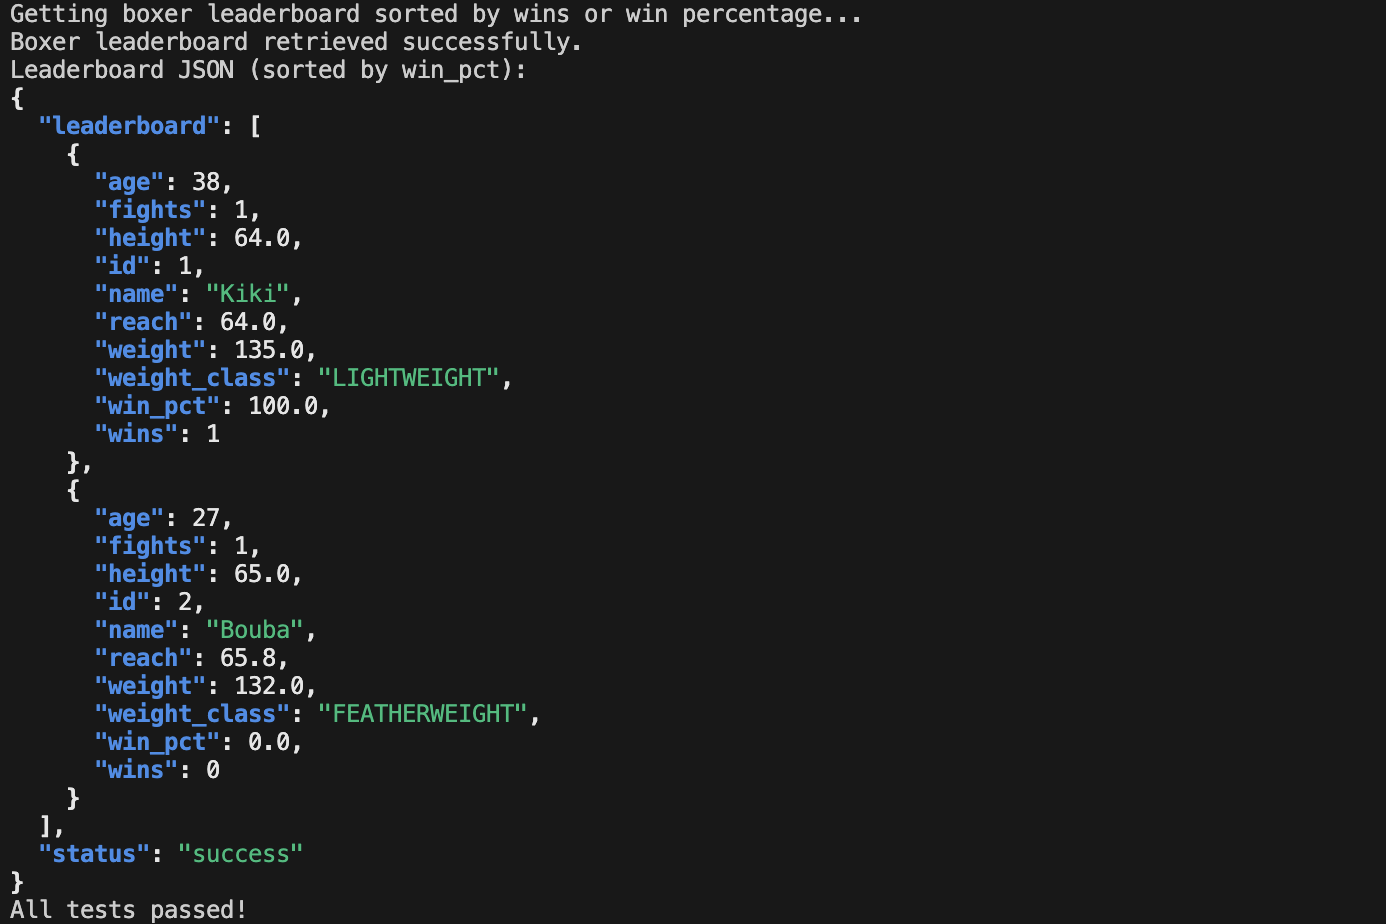 Getting boxer leaderboard sorted by wins or win percentage...
Boxer leaderboard retrieved successfully.
Leaderboard JSON (sorted by win_pct):
{
  "leaderboard": [
    {
      "age": 38,
      "fights": 1,
      "height": 64.0,
      "id": 1,
      "name": "Kiki",
      "reach": 64.0,
      "weight": 135.0,
      "weight_class": "LIGHTWEIGHT",
      "win_pct": 100.0,
      "wins": 1
    },
    {
      "age": 27,
      "fights": 1,
      "height": 65.0,
      "id": 2,
      "name": "Bouba",
      "reach": 65.8,
      "weight": 132.0,
      "weight_class": "FEATHERWEIGHT",
      "win_pct": 0.0,
      "wins": 0
    }
  ],
  "status": "success"
}
All tests passed!